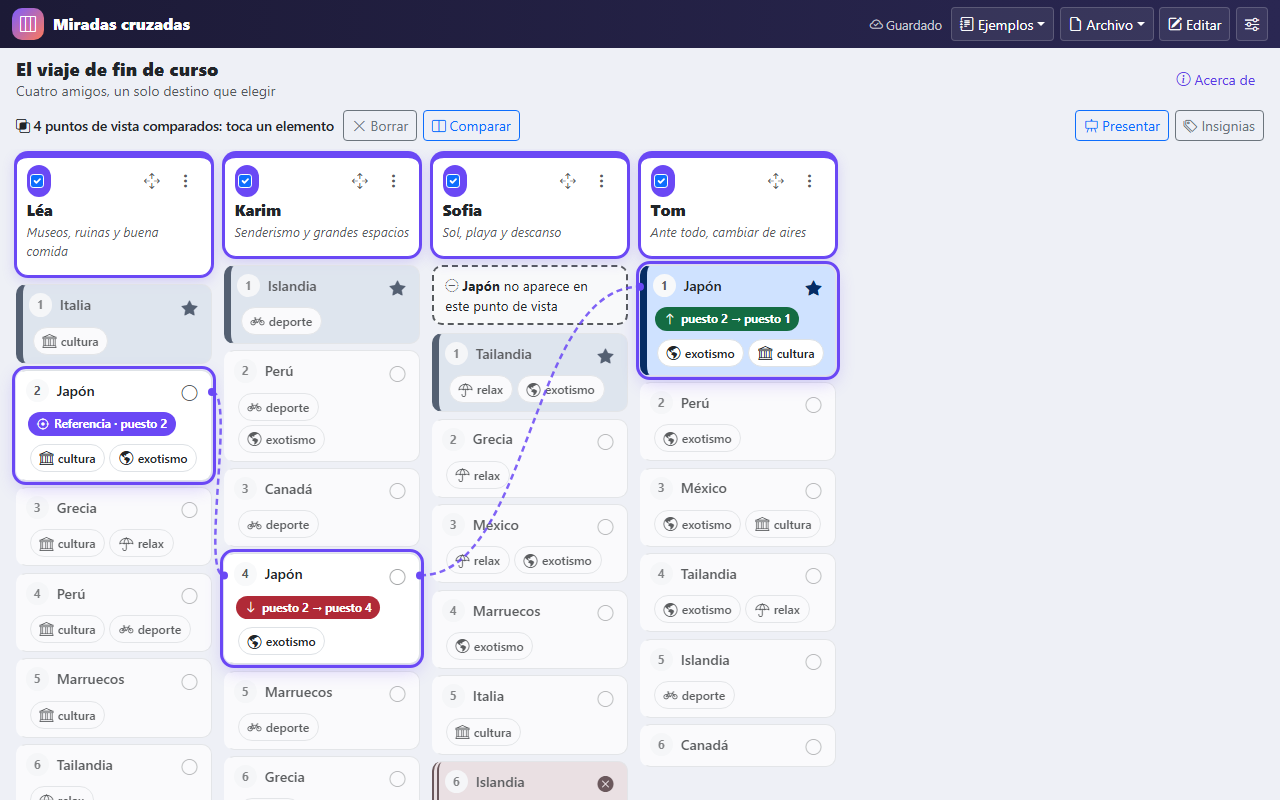 Miradas cruzadas
Guardado
Ejemplos
Archivo
Editar
El viaje de fin de curso
Cuatro amigos, un solo destino que elegir
Acerca de
4 puntos de vista comparados: toca un elemento
Borrar
Comparar
Presentar
Insignias
Léa
Museos, ruinas y buena
comida
1 Italia
cultura
2 Japón
Referencia · puesto 2
cultura exotismo
3 Grecia
cultura relax
4 Perú
cultura deporte
5 Marruecos
cultura
6 Tailandia
relax
Karim
Senderismo y grandes espacios
1 Islandia
deporte
2 Perú
deporte
exotismo
3 Canadá
deporte
4 Japón
↓ puesto 2 → puesto 4
exotismo
5 Marruecos
deporte
6 Grecia
Sofia
Sol, playa y descanso
Japón no aparece en
este punto de vista
1 Tailandia
relax exotismo
2 Grecia
relax
3 México
relax exotismo
4 Marruecos
exotismo
5 Italia
cultura
6 Islandia
Tom
Ante todo, cambiar de aires
1 Japón
↑ puesto 2 → puesto 1
exotismo cultura
2 Perú
exotismo
3 México
exotismo cultura
4 Tailandia
exotismo relax
5 Islandia
deporte
6 Canadá